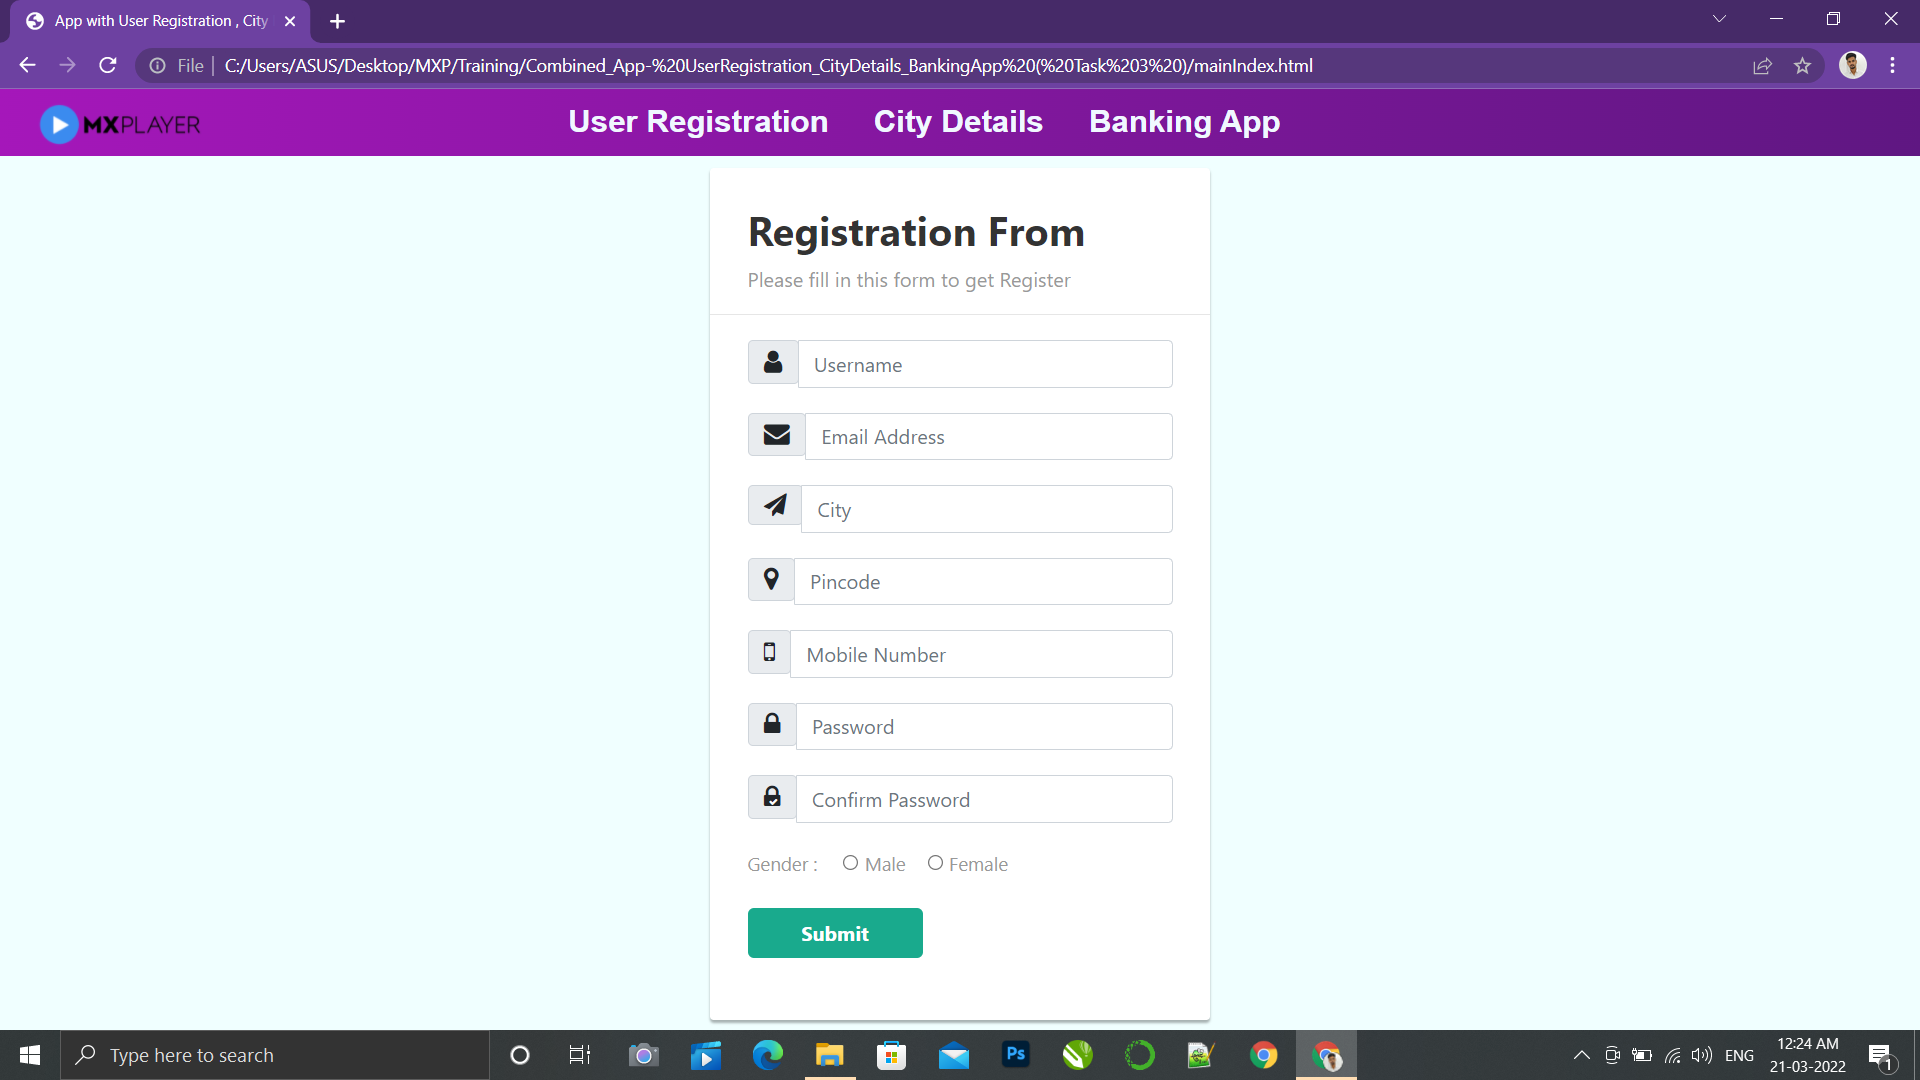 App with User Registration , City
File
C:/Users/ASUS/Desktop/MXP/Training/Combined_App-%20UserRegistration_CityDetails_BankingApp%20(%20Task%203%20)/mainIndex.html
MXPLAYER
User Registration City Details Banking App
Registration From
Please fill in this form to get Register
Username
Email Address
City
Pincode
Mobile Number
Password
Confirm Password
Gender : Male Female
Submit
Type here to search
Ps
ENG
12:24 AM
21-03-2022
1